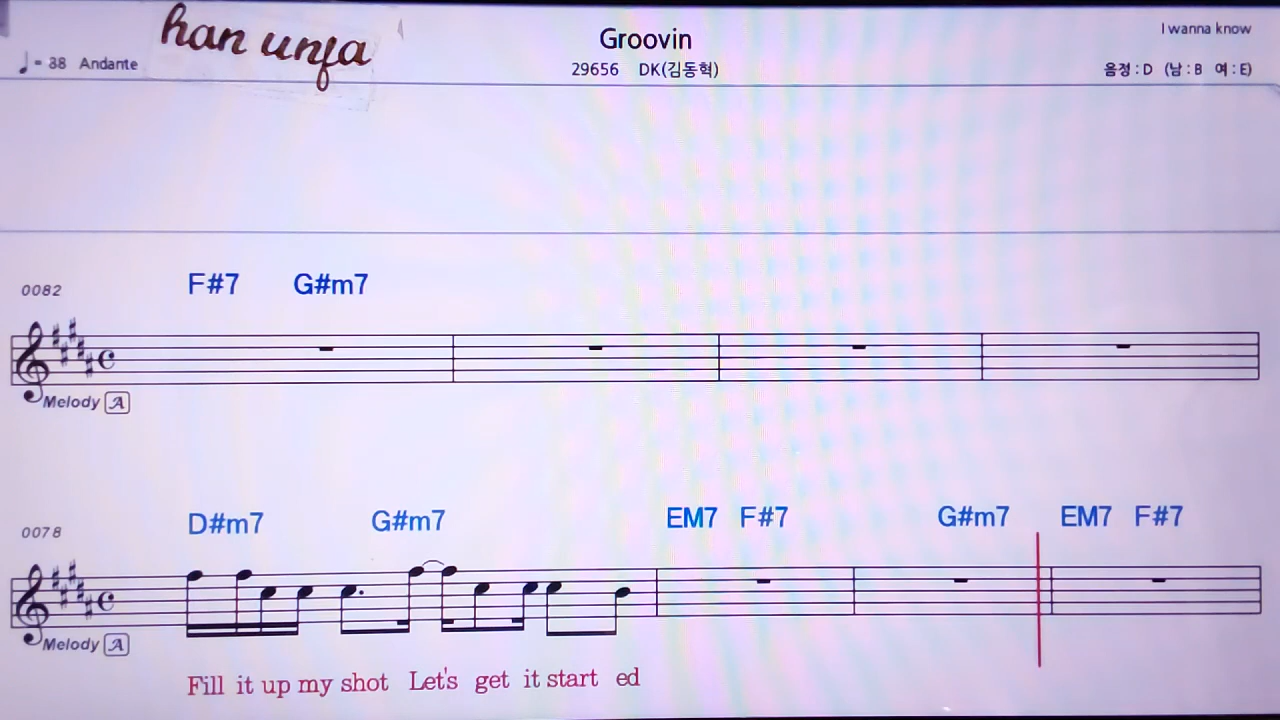 han unfa
Groovin
I wanna know
♩= 88 Andante
29656 DK(김동혁)
음정 : D (남 : B 여 : E)
F#7 G#m7
0082
Melody A
D#m7 G#m7 EM7 F#7 G#m7 EM7 F#7
0078
Melody A
Fill it up my shot Let's get it start ed